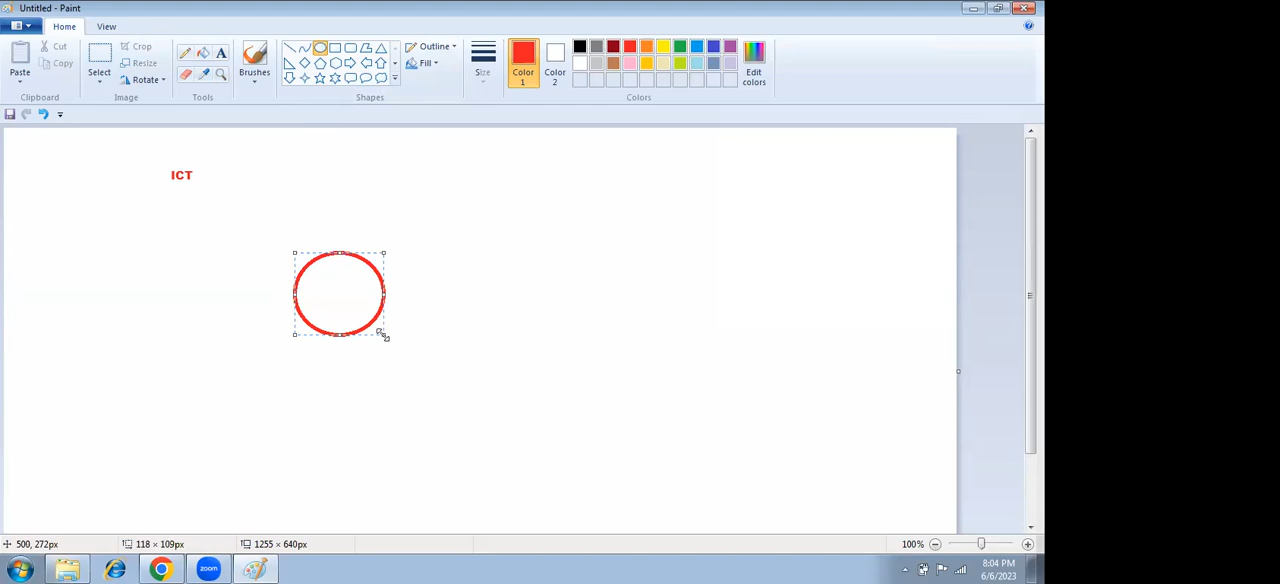 Untitled - Paint
Home View
Paste Cut Copy
Clipboard
Select Crop Resize Rotate
Image
A
Tools
Brushes
Outline Fill
Shapes
Size
Color 1
Color 2
Edit colors
Colors
ICT
500, 272px 118 × 109px 1255 × 640px 100%
zoom
8:04 PM
6/6/2023